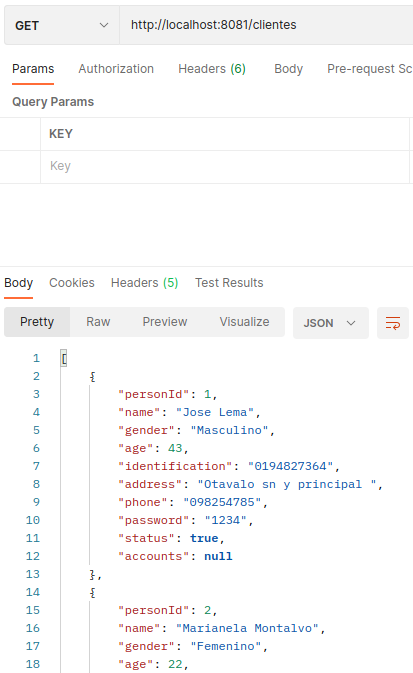 GET http://localhost:8081/clientes
Params Authorization Headers (6) Body Pre-request Sc
Query Params
KEY
Key
Body Cookies Headers (5) Test Results
Pretty Raw Preview Visualize JSON
1 [
2 {
3 "personId": 1,
4 "name": "Jose Lema",
5 "gender": "Masculino",
6 "age": 43,
7 "identification": "0194827364",
8 "address": "Otavalo sn y principal ",
9 "phone": "098254785",
10 "password": "1234",
11 "status": true,
12 "accounts": null
13 },
14 {
15 "personId": 2,
16 "name": "Marianela Montalvo",
17 "gender": "Femenino",
18 "age": 22,